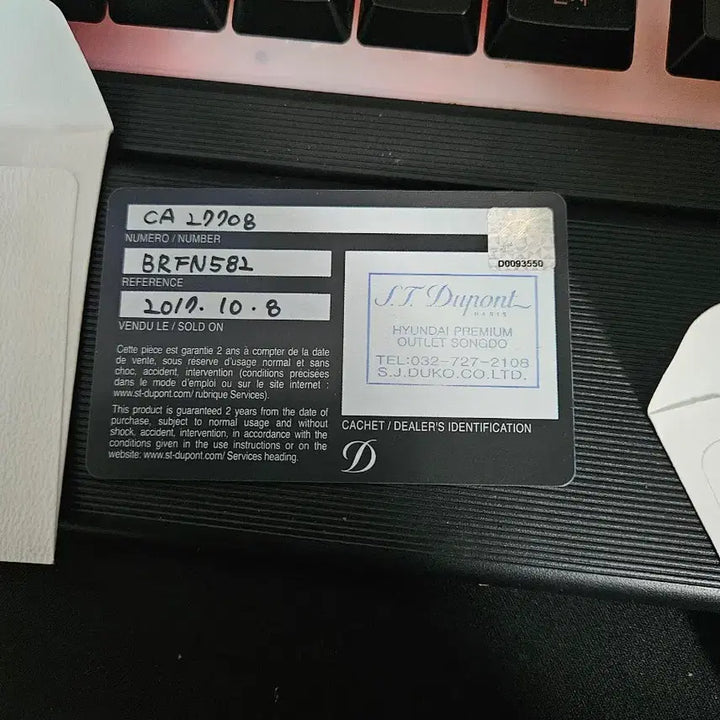 CA 27708
NUMERO / NUMBER
BRFN582
REFERENCE
2017. 10. 8
VENDU LE / SOLD ON
Cette pièce est garantie 2 ans à compter de la date
de vente, sous réserve d'usage normal et sans
choc, accident, intervention (conditions precisees
dans le mode d'emploi ou sur le site internet :
www.st-dupont.com/ rubrique Services).
This product is guaranteed 2 years from the date of
purchase, subject to normal usage and without
shock, accident, intervention, in accordance with the
conditions given in the use instructions or on the
website: www.st-dupont.com/ Services heading.
D0093550
S.T. Dupont
PARIS
HYUNDAI PREMIUM
OUTLET SONGDO
TEL:032-727-2108
S.J.DUKO.CO.LTD.
CACHET / DEALER'S IDENTIFICATION
D